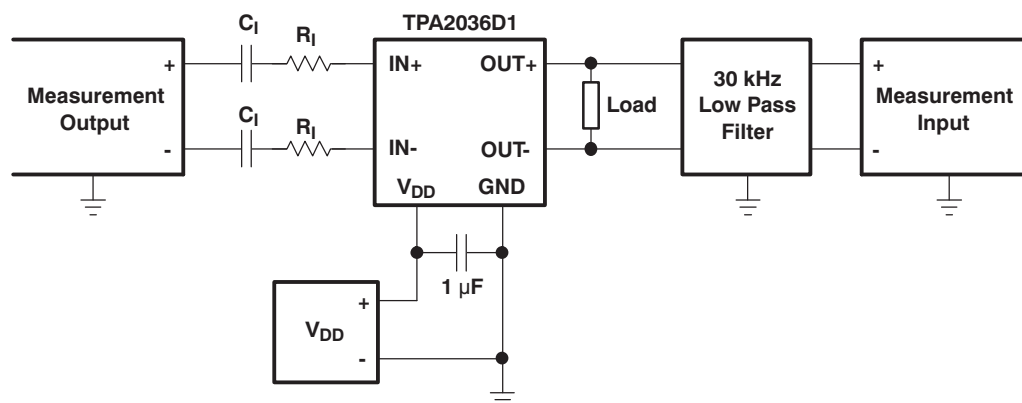 TPA2036D1
C_I
R_I
Measurement
Output
+
-
C_I
R_I
IN+
IN-
OUT+
OUT-
V_DD
GND
Load
30 kHz
Low Pass
Filter
+
-
Measurement
Input
1 µF
V_DD
+
-